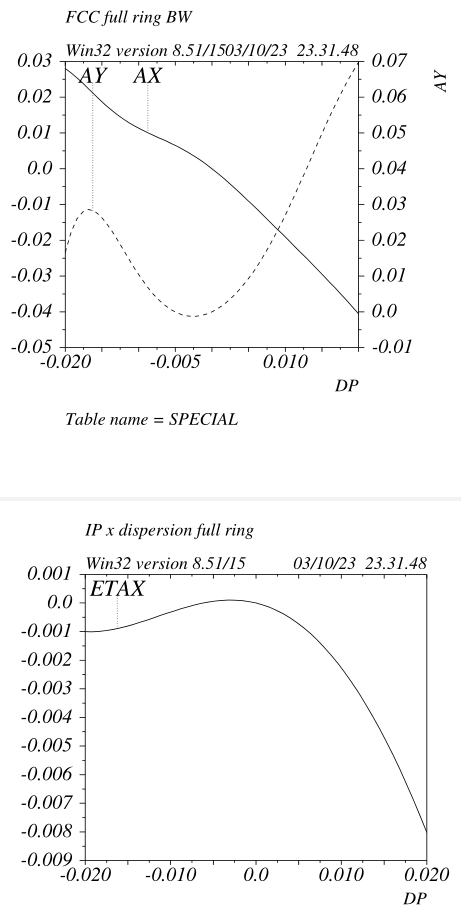 FCC full ring BW
Win32 version 8.51/1503/10/23 23.31.48
0.03 0.07
AY AX AY
0.02 0.06
0.01 0.05
0.0 0.04
-0.01 0.03
-0.02 0.02
-0.03 0.01
-0.04 0.0
-0.05 -0.01
-0.020 -0.005 0.010
DP
Table name = SPECIAL
IP x dispersion full ring
Win32 version 8.51/15 03/10/23 23.31.48
0.001
ETAX
0.0
-0.001
-0.002
-0.003
-0.004
-0.005
-0.006
-0.007
-0.008
-0.009
-0.020 -0.010 0.0 0.010 0.020
DP